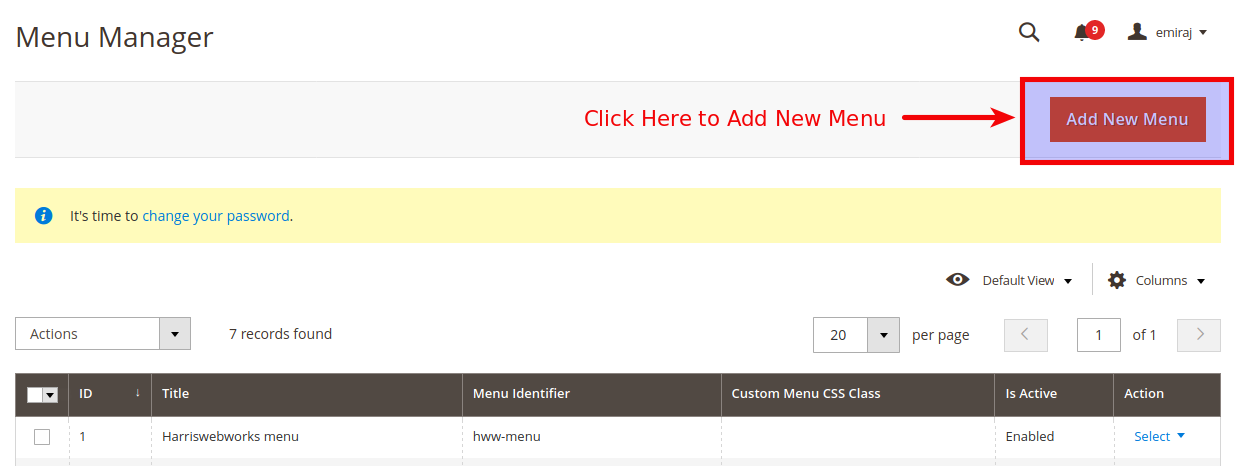 Menu Manager
9
emiraj
Click Here to Add New Menu
Add New Menu
It's time to change your password.
Default View
Columns
Actions
7 records found
20
per page
1
of 1
ID ↓ Title Menu Identifier Custom Menu CSS Class Is Active Action
1 Harriswebworks menu hww-menu Enabled Select